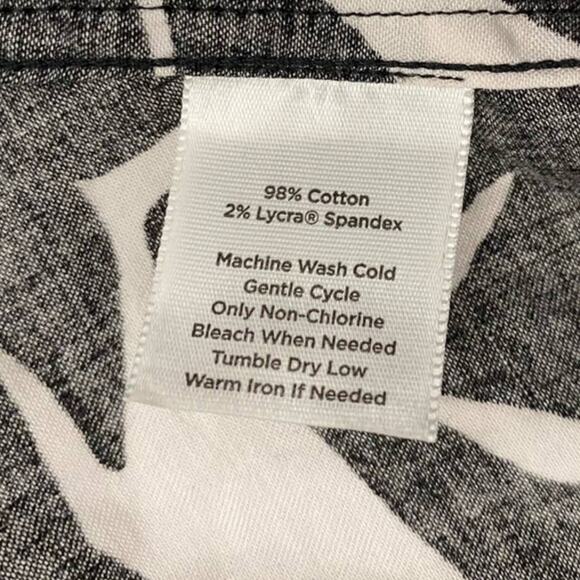 98% Cotton
2% Lycra® Spandex
Machine Wash Cold
Gentle Cycle
Only Non-Chlorine
Bleach When Needed
Tumble Dry Low
Warm Iron If Needed